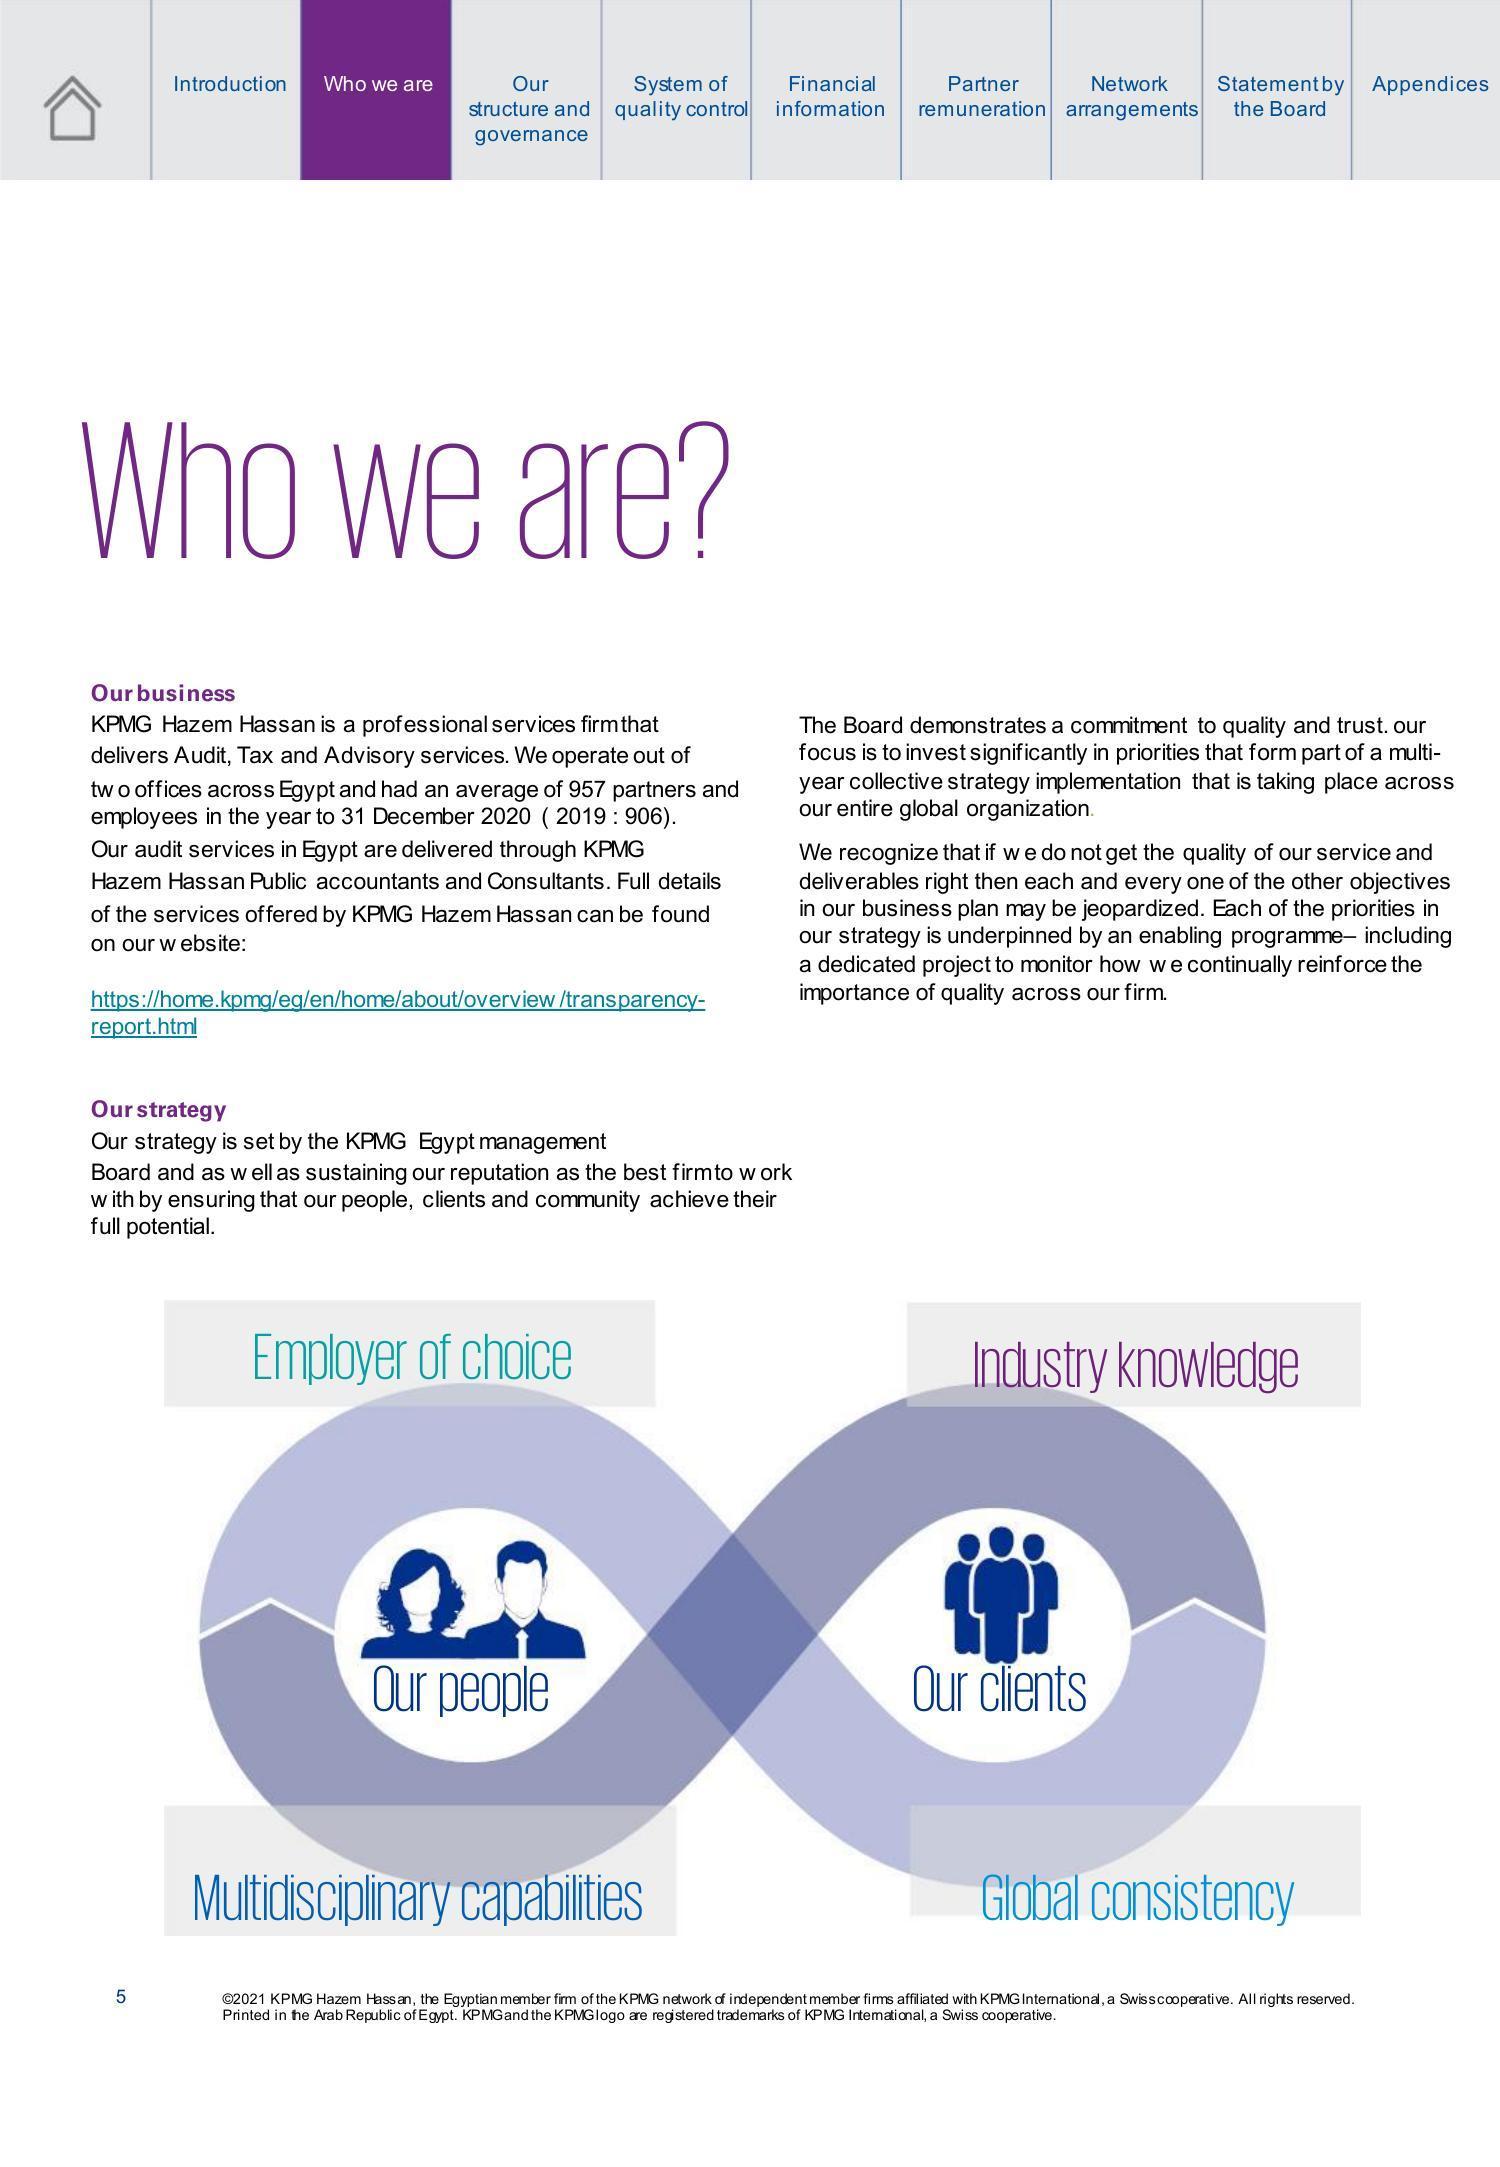 Introduction
Who we are
Our
structure and
governance
System of
quality control
Financial
information
Partner
remuneration
Network
arrangements
Statement by
the Board
Appendices
Who we are?
Our business
KPMG Hazem Hassan is a professional services firm that
delivers Audit, Tax and Advisory services. We operate out of
two offices across Egypt and had an average of 957 partners and
employees in the year to 31 December 2020 ( 2019 : 906).
Our audit services in Egypt are delivered through KPMG
Hazem Hassan Public accountants and Consultants. Full details
of the services offered by KPMG Hazem Hassan can be found
on our website:
https://home.kpmg/eg/en/home/about/overview/transparency-
report.html
Our strategy
Our strategy is set by the KPMG Egypt management
Board and as well as sustaining our reputation as the best firm to work
with by ensuring that our people, clients and community achieve their
full potential.
The Board demonstrates a commitment to quality and trust. our
focus is to invest significantly in priorities that form part of a multi-
year collective strategy implementation that is taking place across
our entire global organization.
We recognize that if we do not get the quality of our service and
deliverables right then each and every one of the other objectives
in our business plan may be jeopardized. Each of the priorities in
our strategy is underpinned by an enabling programme– including
a dedicated project to monitor how we continually reinforce the
importance of quality across our firm.
Employer of choice
Industry knowledge
Our people
Our clients
Multidisciplinary capabilities
Global consistency
5
©2021 KPMG Hazem Hassan, the Egyptian member firm of the KPMG network of independent member firms affiliated with KPMG International, a Swiss cooperative. All rights reserved.
Printed in the Arab Republic of Egypt. KPMG and the KPMG logo are registered trademarks of KPMG International, a Swiss cooperative.